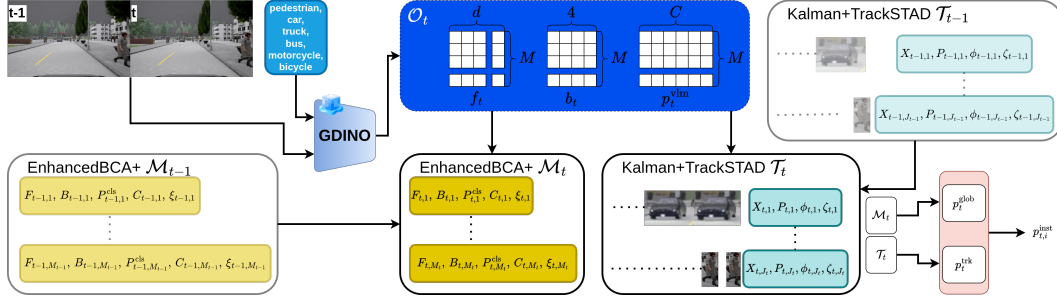 t-1
t
pedestrian,
car,
truck,
bus,
motorcycle,
bicycle
GDINO
𝒪_t
d
4
C
M
M
M
f_t
b_t
p_t^vlm
Kalman+TrackSTAD 𝒯_{t−1}
X_{t−1,1}, P_{t−1,1}, ϕ_{t−1,1}, ζ_{t−1,1}
X_{t−1,J_{t−1}}, P_{t−1,J_{t−1}}, ϕ_{t−1,J_{t−1}}, ζ_{t−1,J_{t−1}}
EnhancedBCA+ ℳ_{t−1}
F_{t−1,1}, B_{t−1,1}, P_{t−1,1}^cls, C_{t−1,1}, ξ_{t−1,1}
F_{t−1,M_{t−1}}, B_{t−1,M_{t−1}}, P_{t−1,M_{t−1}}^cls, C_{t−1,M_{t−1}}, ξ_{t−1,M_{t−1}}
EnhancedBCA+ ℳ_t
F_{t,1}, B_{t,1}, P_{t,1}^cls, C_{t,1}, ξ_{t,1}
F_{t,M_t}, B_{t,M_t}, P_{t,M_t}^cls, C_{t,M_t}, ξ_{t,M_t}
Kalman+TrackSTAD 𝒯_t
X_{t,1}, P_{t,1}, ϕ_{t,1}, ζ_{t,1}
X_{t,J_t}, P_{t,J_t}, ϕ_{t,J_t}, ζ_{t,J_t}
ℳ_t
𝒯_t
p_t^glob
p_t^trk
p_{t,i}^inst